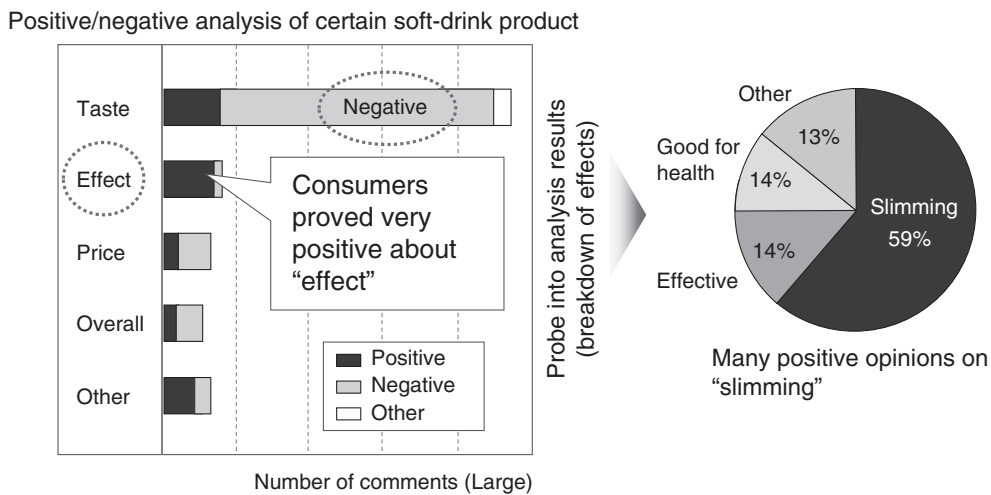 Positive/negative analysis of certain soft-drink product
Taste
Negative
Effect
Consumers
proved very
positive about
“effect”
Price
Overall
Other
Positive
Negative
Other
Number of comments (Large)
Probe into analysis results
(breakdown of effects)
Other
13%
Good for
health
14%
Slimming
59%
14%
Effective
Many positive opinions on
“slimming”